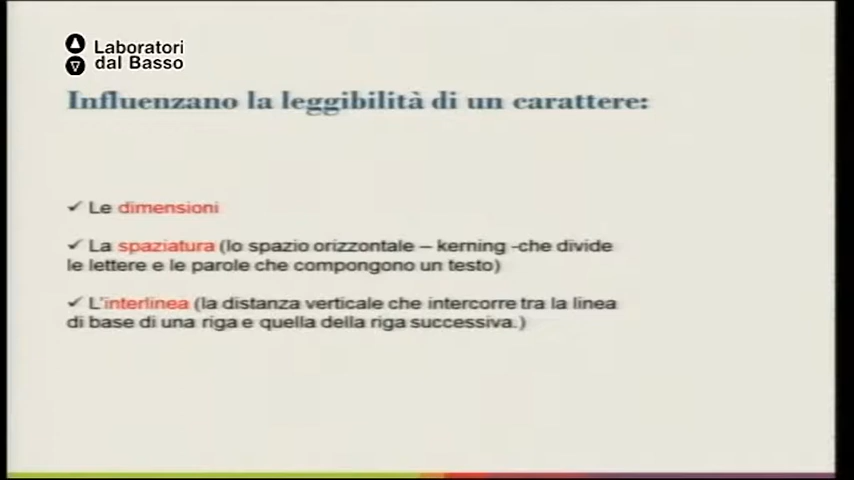 Laboratori
dal Basso
Influenzano la leggibilità di un carattere:
✓ Le dimensioni
✓ La spaziatura (lo spazio orizzontale – kerning -che divide
le lettere e le parole che compongono un testo)
✓ L'interlinea (la distanza verticale che intercorre tra la linea
di base di una riga e quella della riga successiva.)